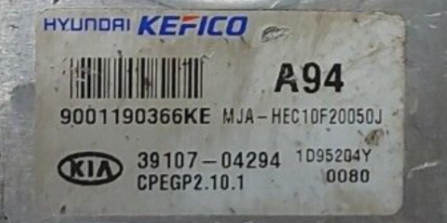 HYUNDAI KEFICO
A94
9001190366KE MJA-HEC10F20050J
KIA 39107-04294 1D95204Y
CPEGP2.10.1 0080